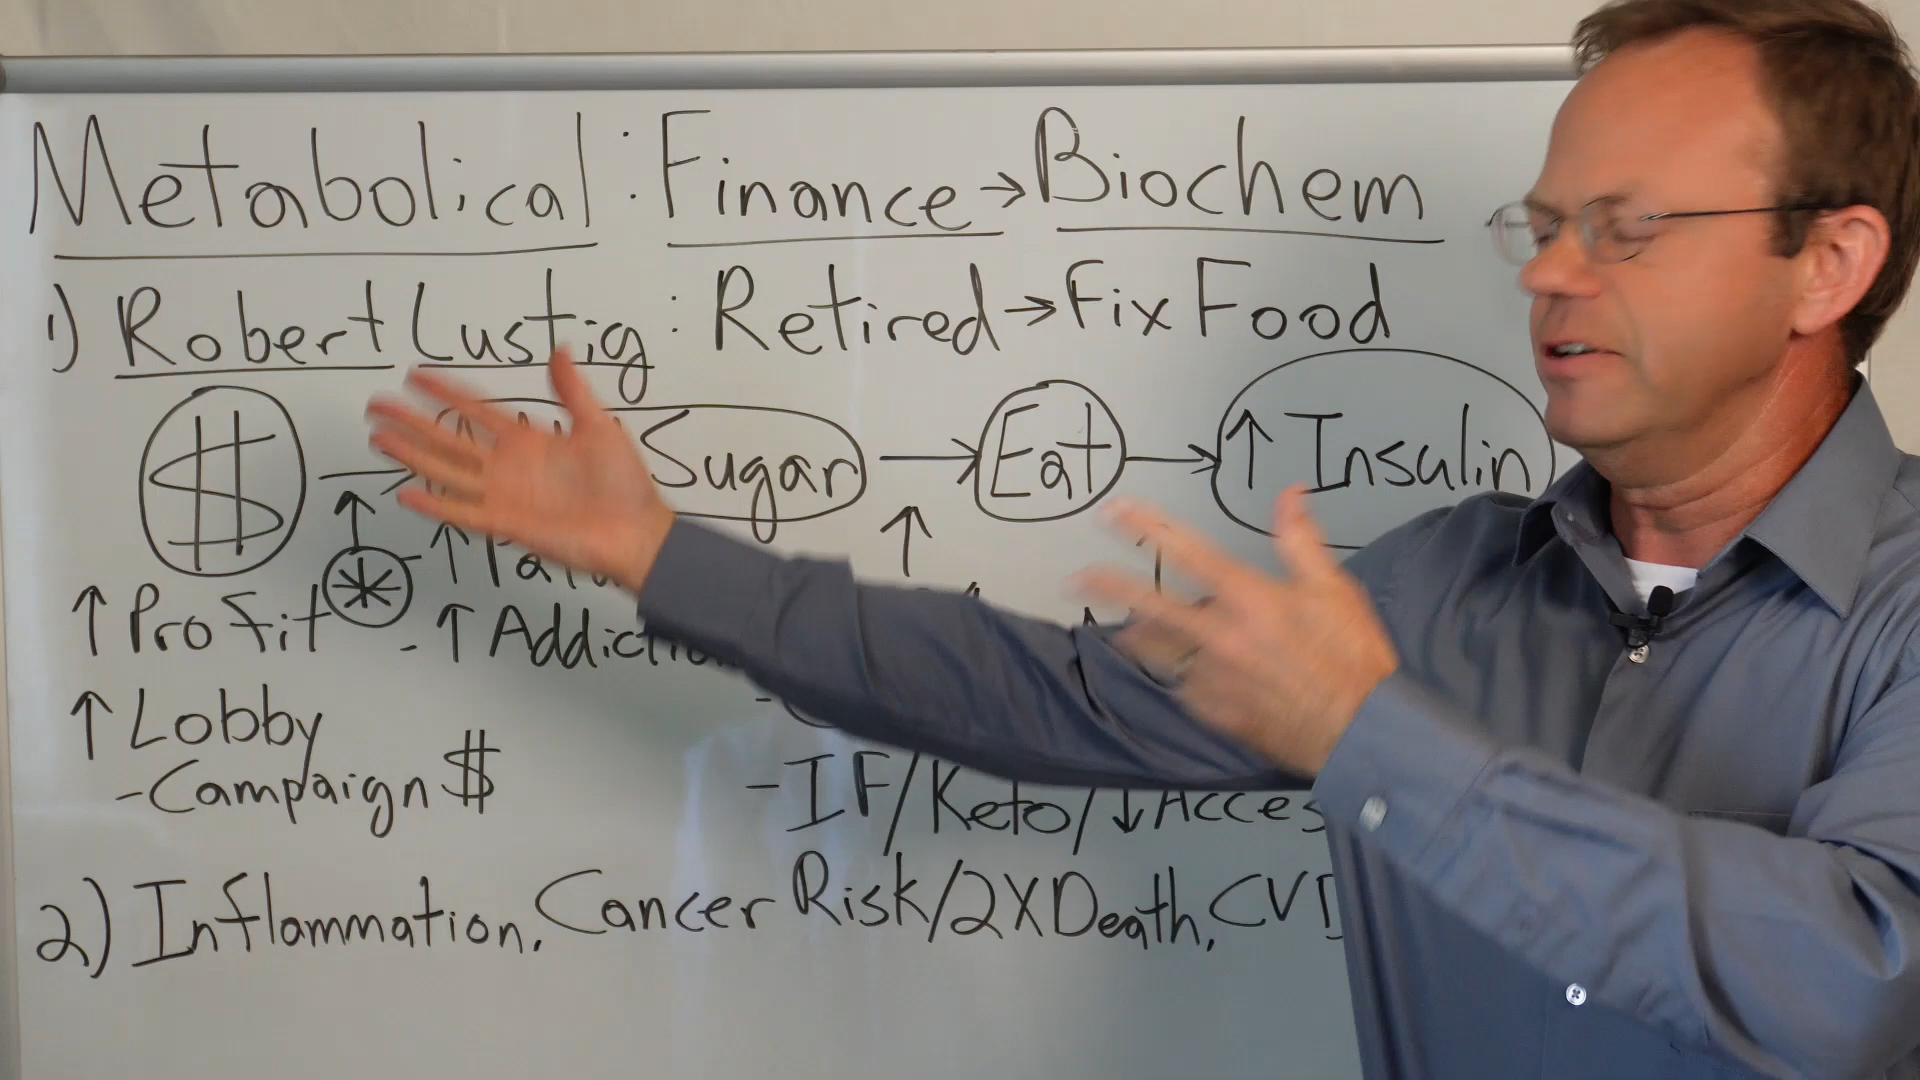 Metabolical : Finance → Biochem
1) Robert Lustig : Retired → Fix Food
$ → Sugar → Eat → ↑ Insulin
↑ Profit
- ↑ Addiction
↑ Lobby
- Campaign $
- IF/Keto/↓Acces
2) Inflammation, Cancer Risk/2X Death, CVD